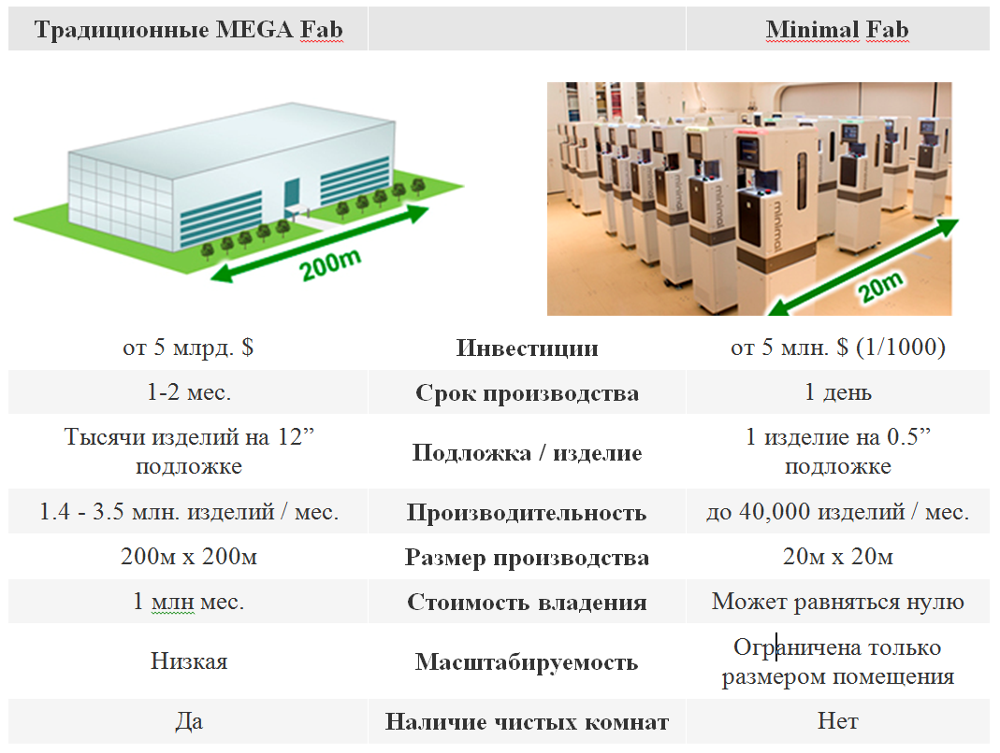 Традиционные MEGA Fab
Minimal Fab
200m
minimal
minimal
20m
от 5 млрд. $
Инвестиции
от 5 млн. $ (1/1000)
1-2 мес.
Срок производства
1 день
Тысячи изделий на 12”
подложке
Подложка / изделие
1 изделие на 0.5”
подложке
1.4 - 3.5 млн. изделий / мес.
Производительность
до 40,000 изделий / мес.
200м x 200м
Размер производства
20м x 20м
1 млн мес.
Стоимость владения
Может равняться нулю
Низкая
Масштабируемость
Ограничена только
размером помещения
Да
Наличие чистых комнат
Нет